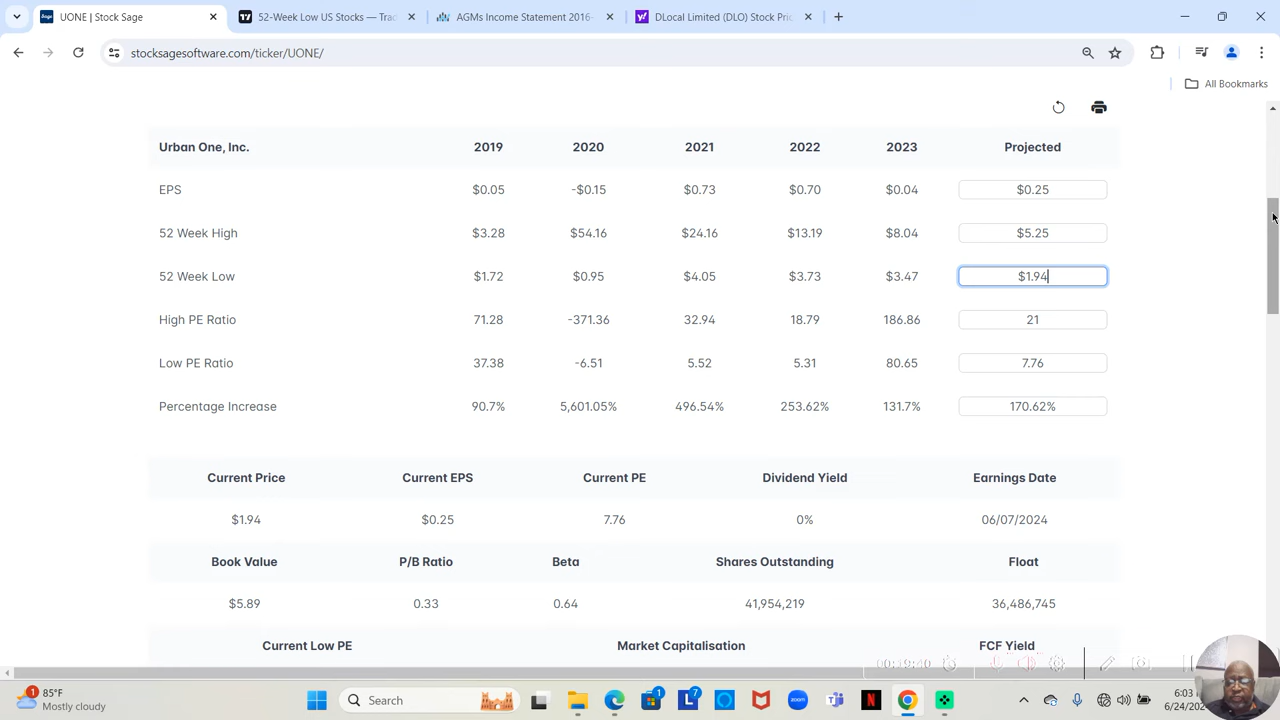 UONE | Stock Sage
52-Week Low US Stocks — Tra
AGM Income Statement 2016-
DLocal Limited (DLO) Stock Pri
stocksagesoftware.com/ticker/UONE/
All Bookmarks
Urban One, Inc. 2019 2020 2021 2022 2023 Projected
EPS $0.05 -$0.15 $0.73 $0.70 $0.04 $0.25
52 Week High $3.28 $54.16 $24.16 $13.19 $8.04 $5.25
52 Week Low $1.72 $0.95 $4.05 $3.73 $3.47 $1.94
High PE Ratio 71.28 -371.36 32.94 18.79 186.86 21
Low PE Ratio 37.38 -6.51 5.52 5.31 80.65 7.76
Percentage Increase 90.7% 5,601.05% 496.54% 253.62% 131.7% 170.62%
Current Price Current EPS Current PE Dividend Yield Earnings Date
$1.94 $0.25 7.76 0% 06/07/2024
Book Value P/B Ratio Beta Shares Outstanding Float
$5.89 0.33 0.64 41,954,219 36,486,745
Current Low PE Market Capitalisation FCF Yield
00:19:40
85°F
Mostly cloudy
Search
zoom
6:03
6/24/2